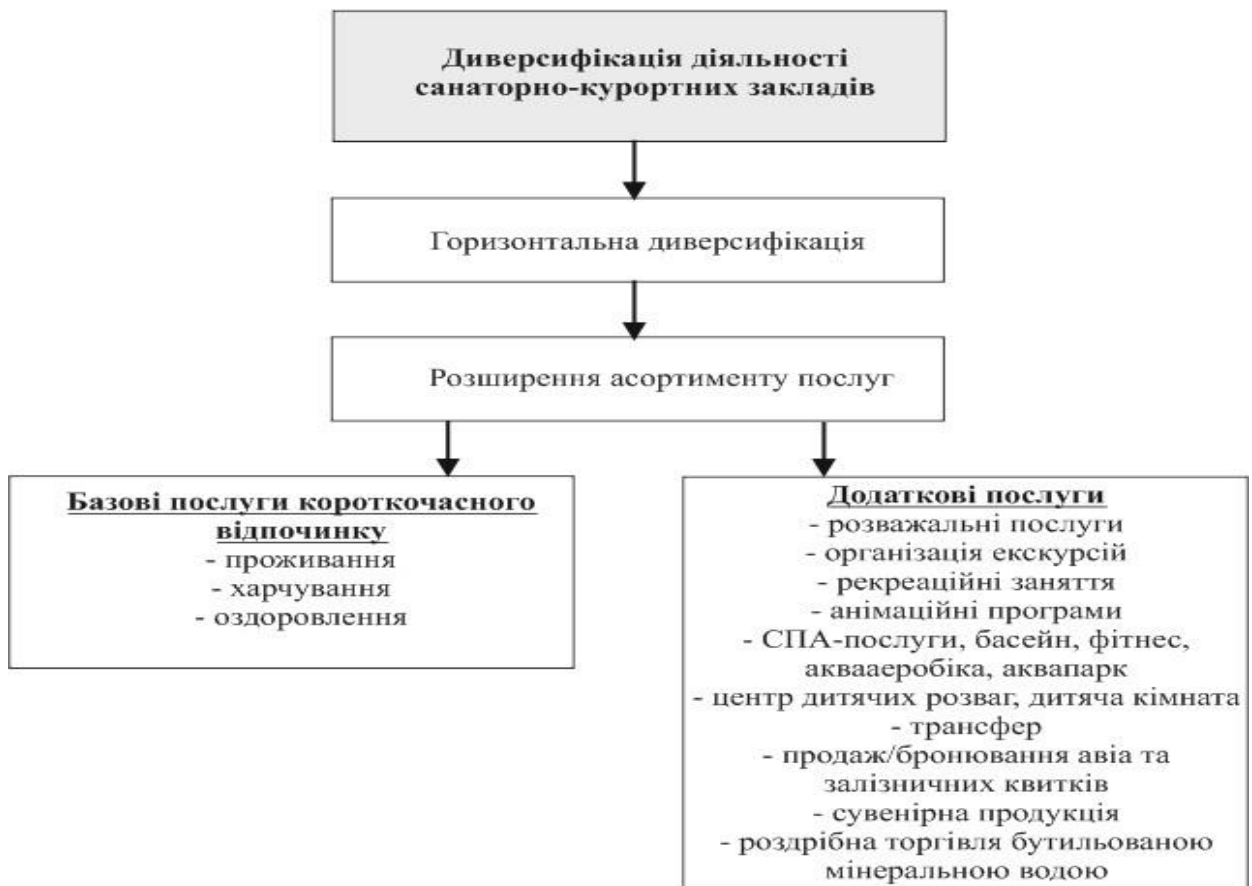 Диверсифікація діяльності
санаторно-курортних закладів
Горизонтальна диверсифікація
Розширення асортименту послуг
Базові послуги короткочасного
відпочинку
- проживання
- харчування
- оздоровлення
Додаткові послуги
- розважальні послуги
- організація екскурсій
- рекреаційні заняття
- анімаційні програми
- СПА-послуги, басейн, фітнес,
аквааеробіка, аквапарк
- центр дитячих розваг, дитяча кімната
- трансфер
- продаж/бронювання авіа та
залізничних квитків
- сувенірна продукція
- роздрібна торгівля бутильованою
мінеральною водою